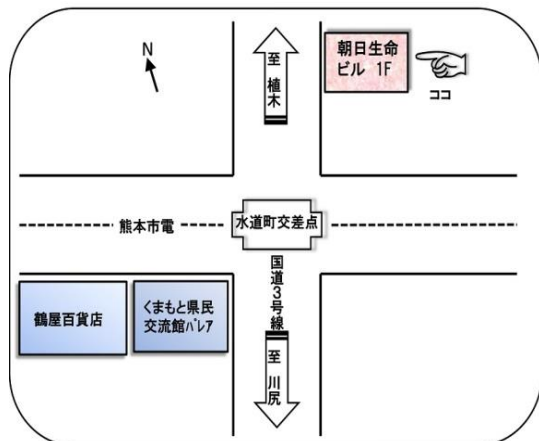 N
至 植木
朝日生命
ビル 1F
ココ
熊本市電
水道町交差点
国道3号線
鶴屋百貨店
くまもと県民
交流館パレア
至 川尻